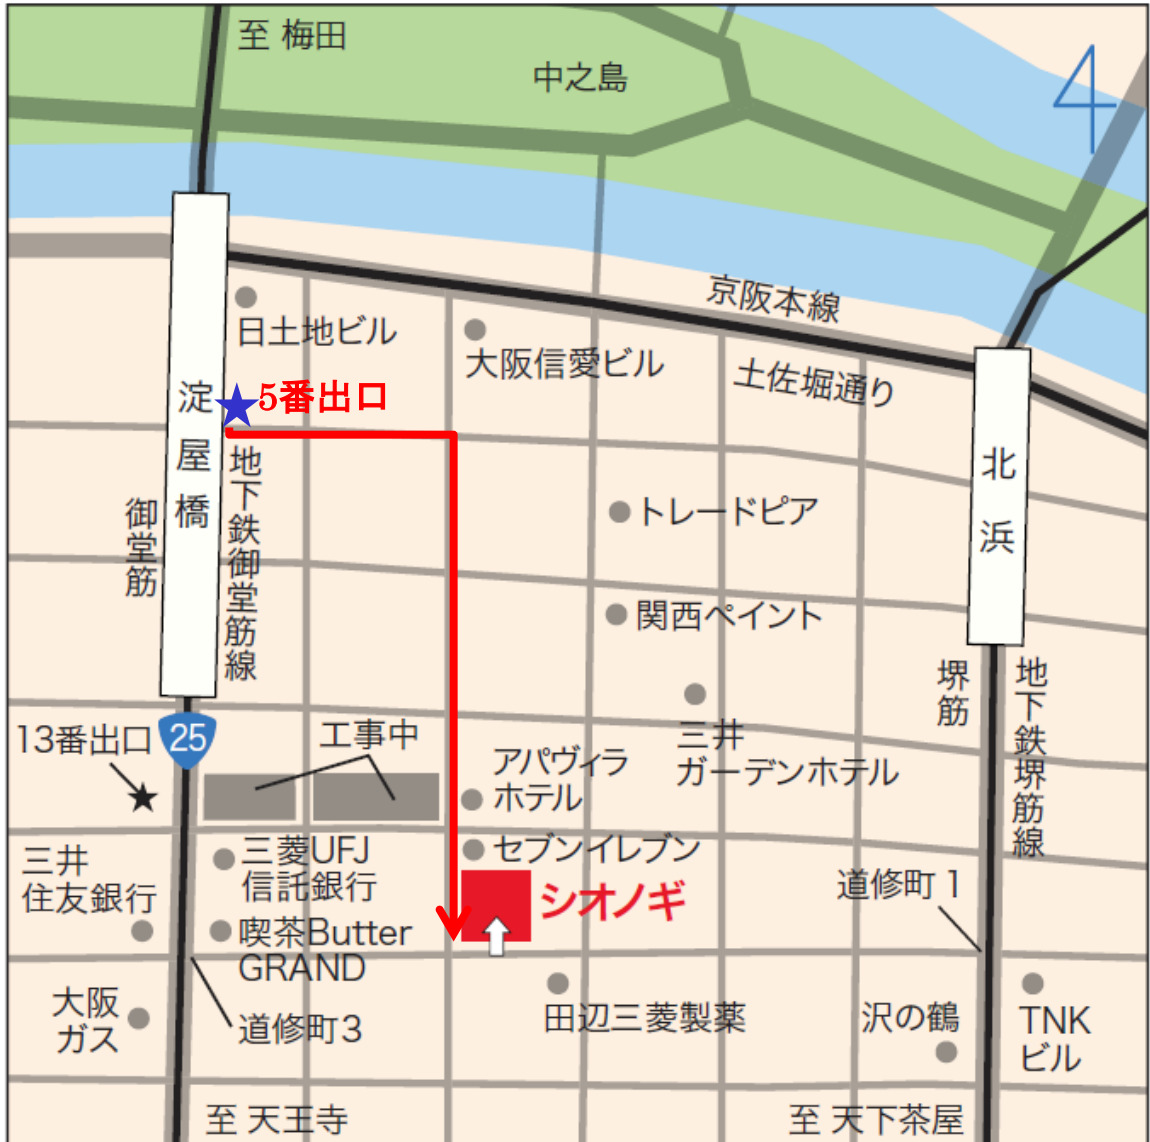 至 梅田
中之島
京阪本線
日土地ビル
大阪信愛ビル
土佐堀通り
5番出口
淀屋橋
地下鉄御堂筋線
御堂筋
北浜
トレードピア
関西ペイント
堺筋
地下鉄堺筋線
13番出口
25
工事中
三井
ガーデンホテル
アパヴィラ
ホテル
セブンイレブン
三井
住友銀行
三菱UFJ
信託銀行
シオノギ
道修町1
喫茶Butter
GRAND
大阪
ガス
道修町3
田辺三菱製薬
沢の鶴
TNK
ビル
至 天王寺
至 天下茶屋